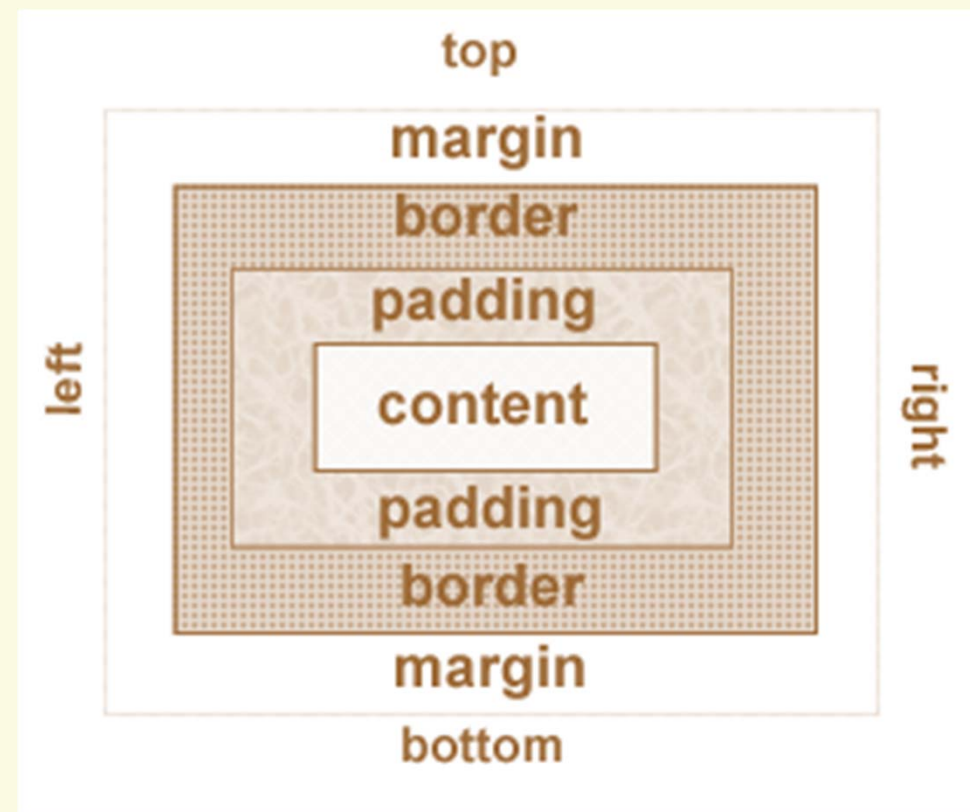 top
margin
border
padding
left
content
right
padding
border
margin
bottom